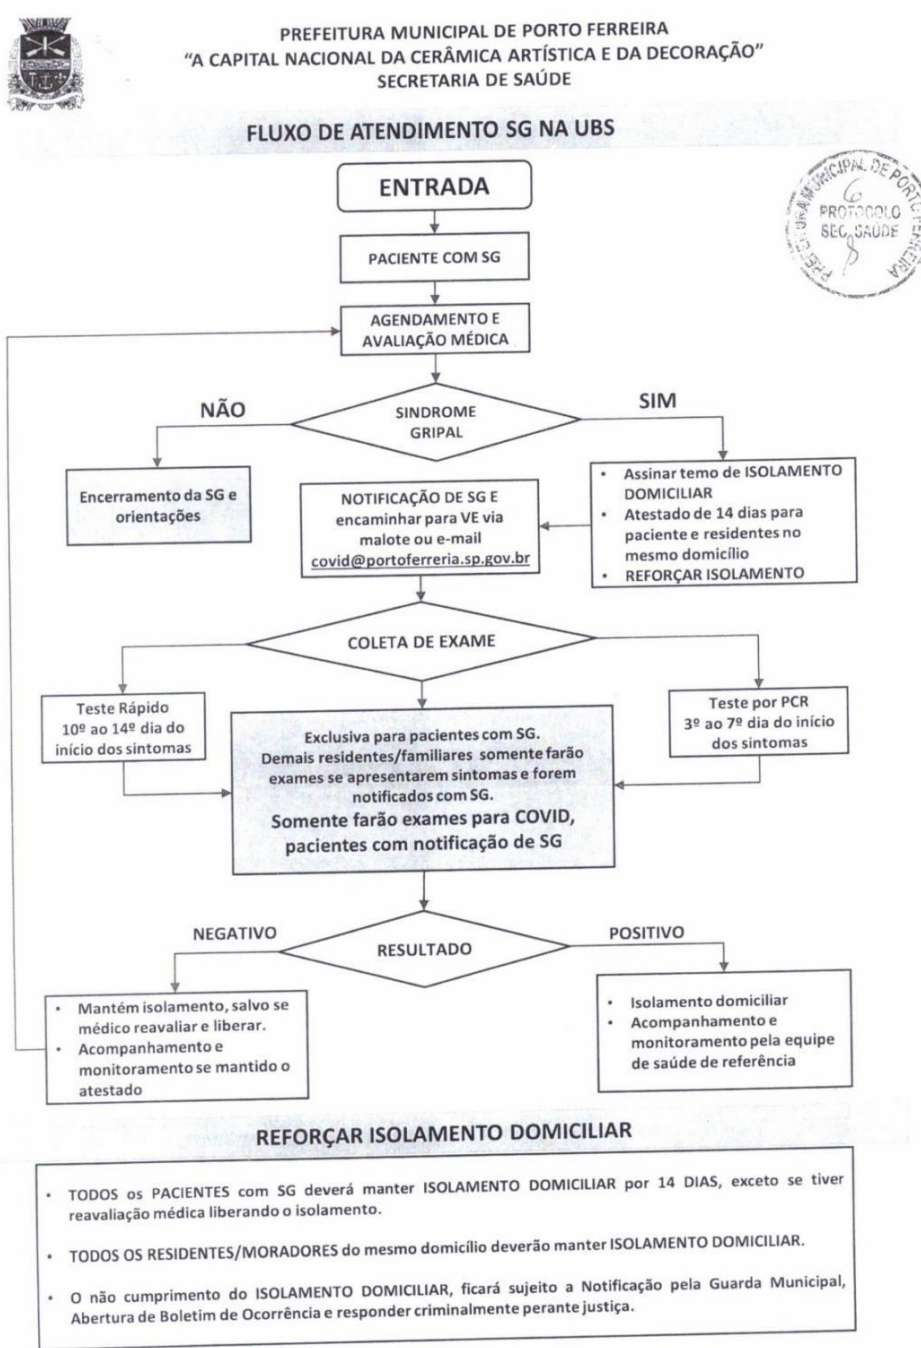 PREFEITURA MUNICIPAL DE PORTO FERREIRA
“A CAPITAL NACIONAL DA CERÂMICA ARTÍSTICA E DA DECORAÇÃO”
SECRETARIA DE SAÚDE
FLUXO DE ATENDIMENTO SG NA UBS
PREFEITURA MUNICIPAL DE PORTO FERREIRA
6
PROTOCOLO
SEC. SAÚDE
ENTRADA
PACIENTE COM SG
AGENDAMENTO E
AVALIAÇÃO MÉDICA
NÃO
SINDROME
GRIPAL
SIM
Encerramento da SG e
orientações
NOTIFICAÇÃO DE SG E
encaminhar para VE via
malote ou e-mail
covid@portoferreria.sp.gov.br
• Assinar temo de ISOLAMENTO
DOMICILIAR
• Atestado de 14 dias para
paciente e residentes no
mesmo domicílio
• REFORÇAR ISOLAMENTO
COLETA DE EXAME
Teste Rápido
10º ao 14º dia do
início dos sintomas
Exclusiva para pacientes com SG.
Demais residentes/familiares somente farão
exames se apresentarem sintomas e forem
notificados com SG.
Somente farão exames para COVID,
pacientes com notificação de SG
Teste por PCR
3º ao 7º dia do início
dos sintomas
NEGATIVO
RESULTADO
POSITIVO
• Mantém isolamento, salvo se
médico reavaliar e liberar.
• Acompanhamento e
monitoramento se mantido o
atestado
• Isolamento domiciliar
• Acompanhamento e
monitoramento pela equipe
de saúde de referência
REFORÇAR ISOLAMENTO DOMICILIAR
• TODOS os PACIENTES com SG deverá manter ISOLAMENTO DOMICILIAR por 14 DIAS, exceto se tiver
reavaliação médica liberando o isolamento.
• TODOS OS RESIDENTES/MORADORES do mesmo domicílio deverão manter ISOLAMENTO DOMICILIAR.
• O não cumprimento do ISOLAMENTO DOMICILIAR, ficará sujeito a Notificação pela Guarda Municipal,
Abertura de Boletim de Ocorrência e responder criminalmente perante justiça.